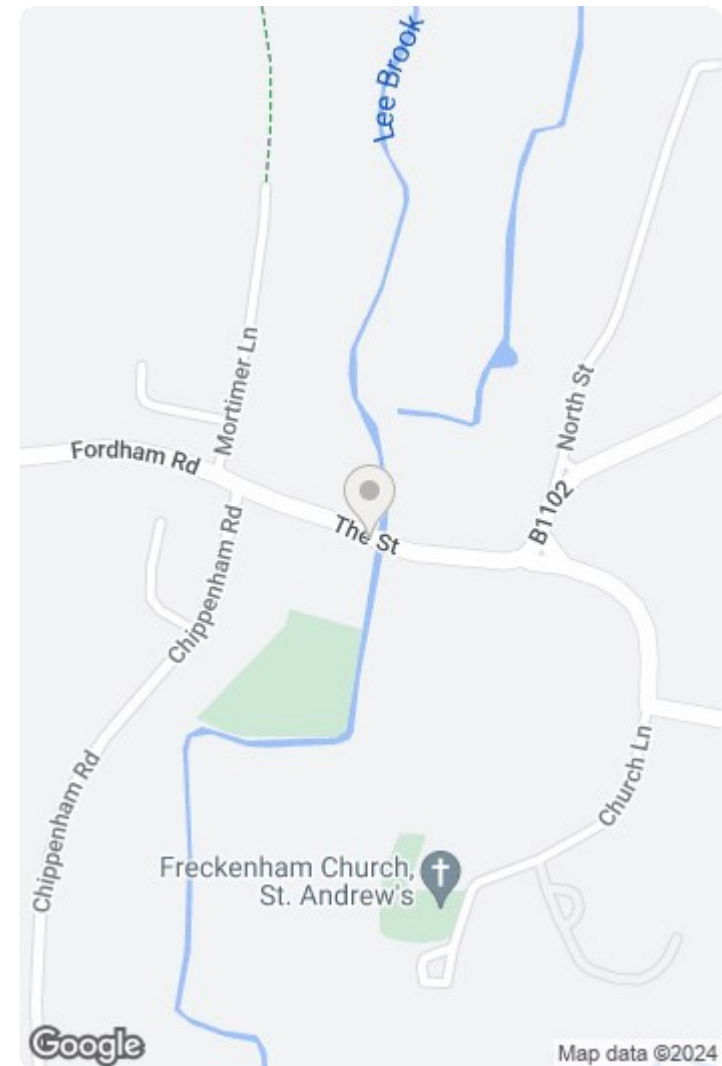 Lee Brook
Mortimer Ln
North St
Fordham Rd
B1102
The St
Chippenham Rd
Church Ln
Chippenham Rd
Freckenham Church,
St. Andrew's
Google
Map data ©2024